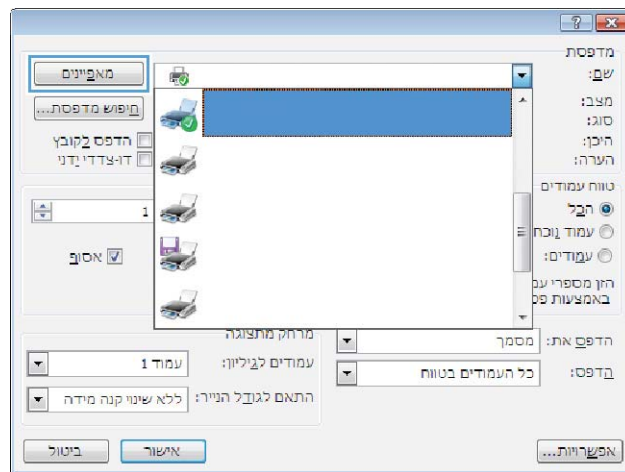 מדפסת
שם:
מאפיינים
מצב:
חיפוש מדפסת...
סוג:
היכן:
הדפס לקובץ
הערה:
דו-צדדי ידני
טווח עמודים
הכל
1
עמוד נוכח
עמודים:
אסוף
הזן מספרי עמ
באמצעות פס
מרחק מתצוגה
הדפס את: מסמך
עמודים לגיליון: עמוד 1
הדפס: כל העמודים בטווח
התאם לגודל הנייר: ללא שינוי קנה מידה
אפשרויות...
אישור
ביטול